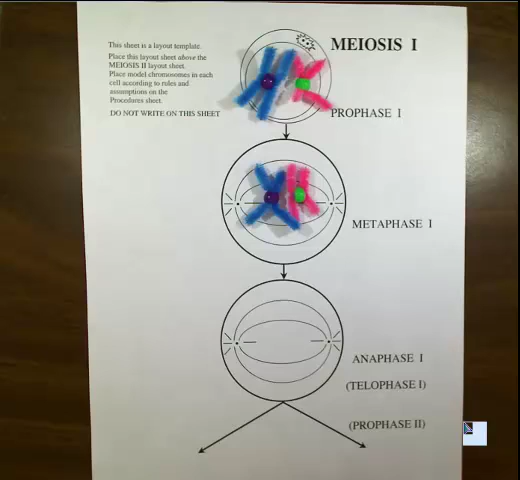 MEIOSIS I
This sheet is a layout template.
Place this layout sheet above the
MEIOSIS II layout sheet.
Place model chromosomes in each
cell according to rules and
assumptions on the
Procedures sheet.
DO NOT WRITE ON THIS SHEET
PROPHASE I
METAPHASE I
ANAPHASE I
(TELOPHASE I)
(PROPHASE II)